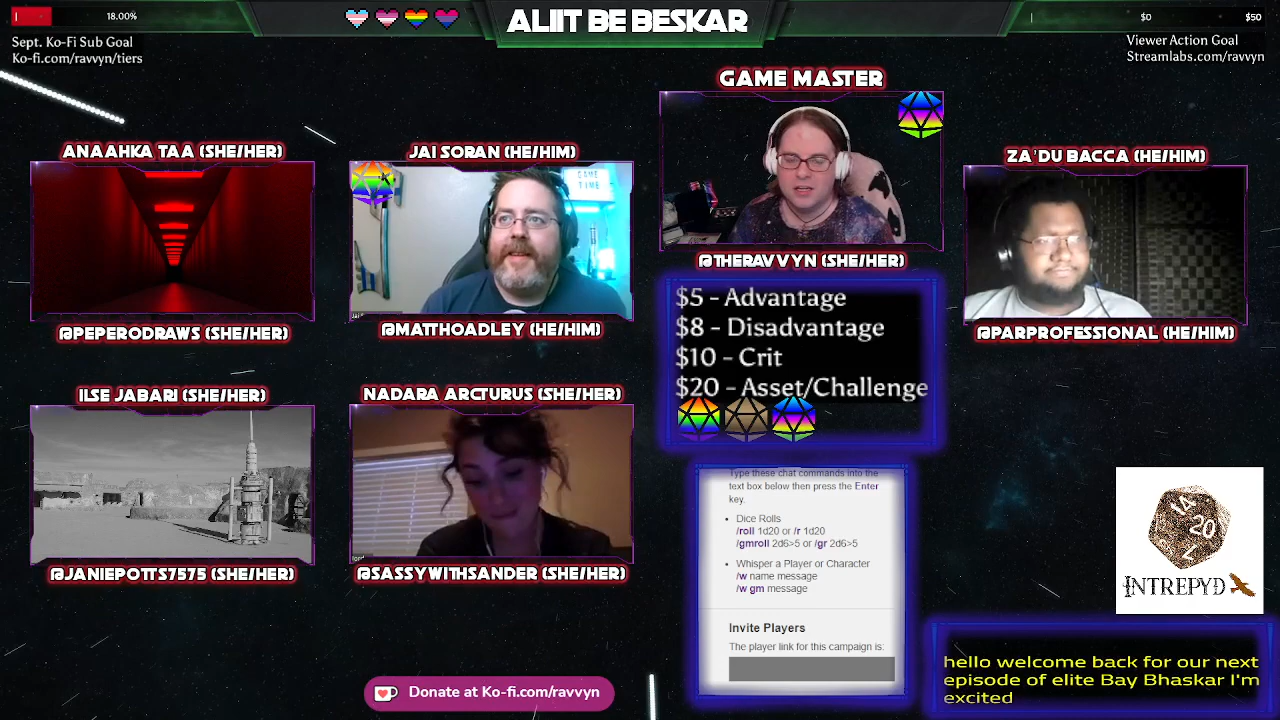 18.00%
ALIIT BE BESKAR
$0
$50
Sept. Ko-Fi Sub Goal
Ko-fi.com/ravvyn/tiers
Viewer Action Goal
Streamlabs.com/ravvyn
GAME MASTER
ANAAHKA TAA (SHE/HER)
JAI SORAN (HE/HIM)
ZA'DU BACCA (HE/HIM)
GAME
TIME
@THERAVVYN (SHE/HER)
@PEPERODRAWS (SHE/HER)
@MATTHOADLEY (HE/HIM)
@PARPROFESSIONAL (HE/HIM)
$5 - Advantage
$8 - Disadvantage
$10 - Crit
$20 - Asset/Challenge
ILSE JABARI (SHE/HER)
NADARA ARCTURUS (SHE/HER)
@JANIEPOTTS7575 (SHE/HER)
@SASSYWITHSANDER (SHE/HER)
Type these chat commands into the
text box below then press the Enter
key.
• Dice Rolls
/roll 1d20 or /r 1d20
/gmroll 2d6>5 or /gr 2d6>5
• Whisper a Player or Character
/w name message
/w gm message
Invite Players
The player link for this campaign is:
20
INTREPYD
hello welcome back for our next
episode of elite Bay Bhaskar I'm
excited
Donate at Ko-fi.com/ravvyn